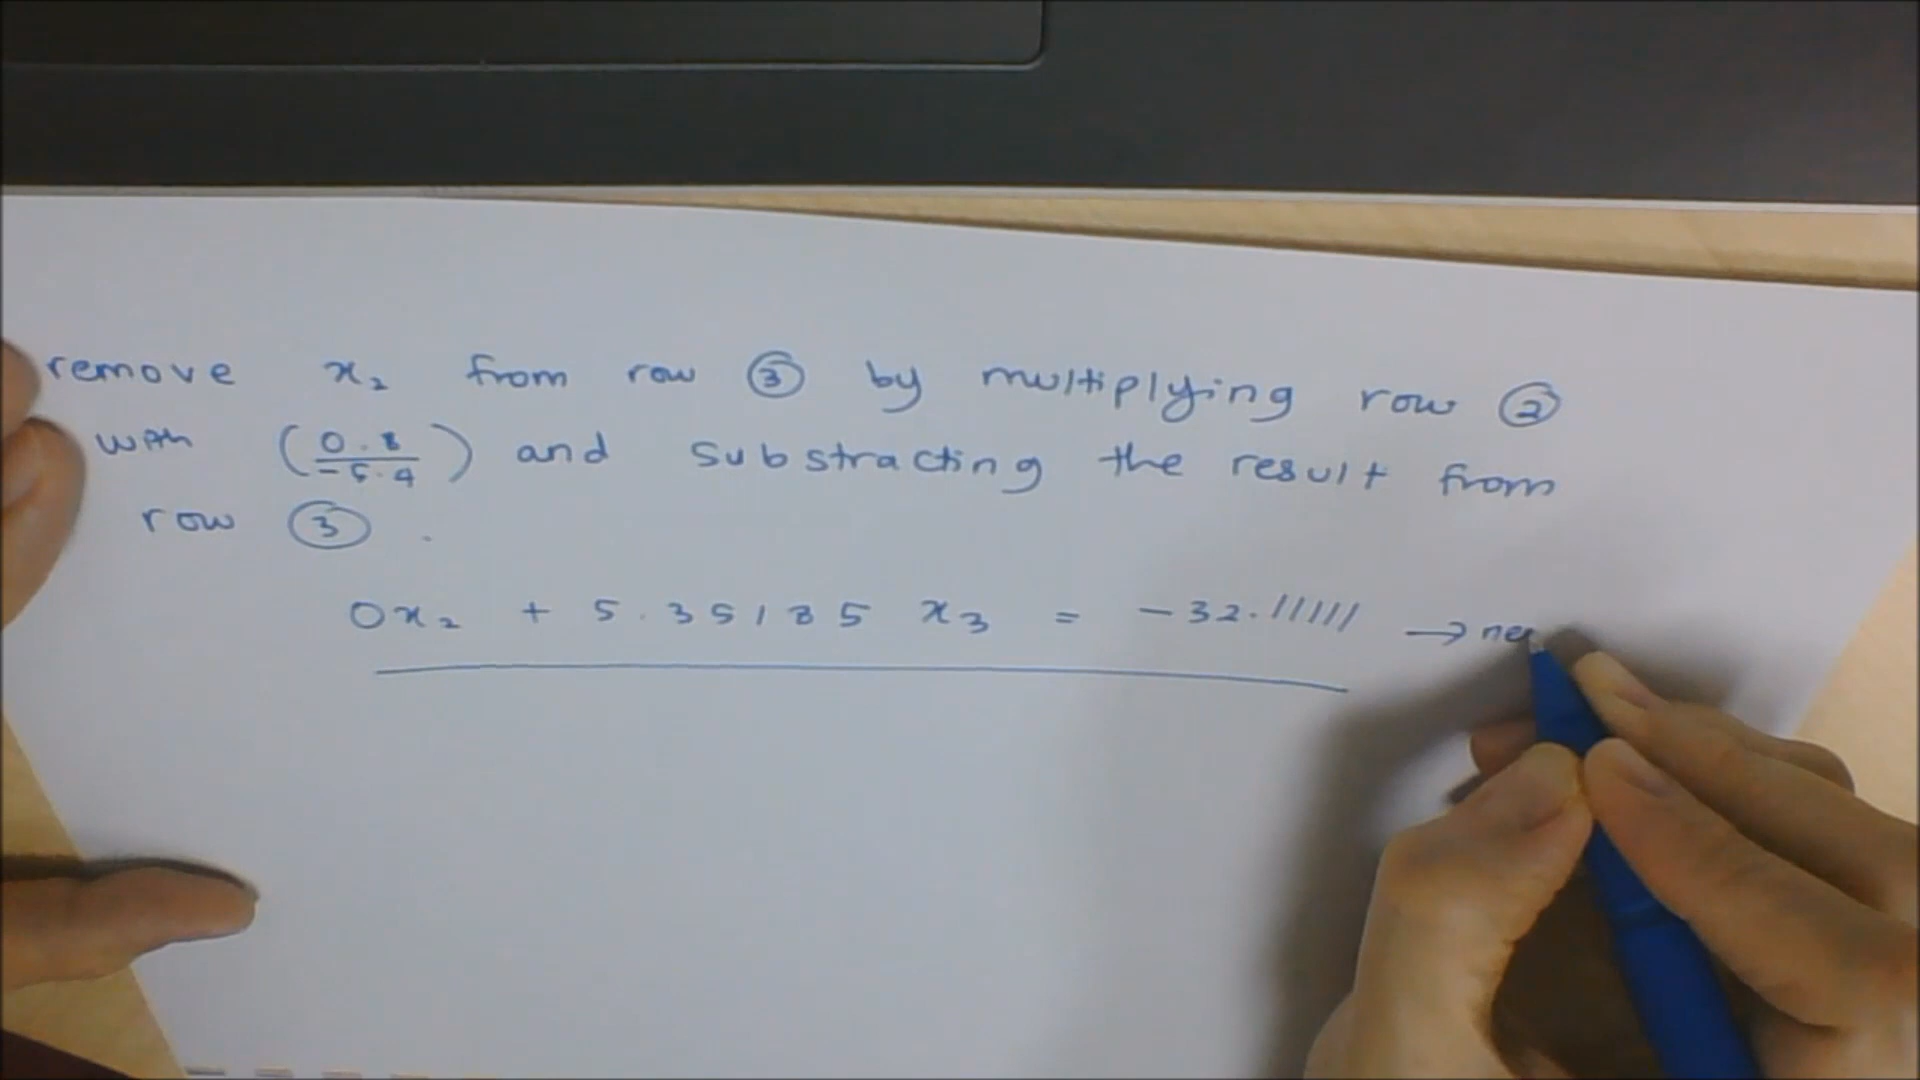 remove x₂ from row ③ by multiplying row ②
with (0.8/-5.4) and substracting the result from
row ③.
0x₂ + 5.35185 x₃ = -32.11111 → ne